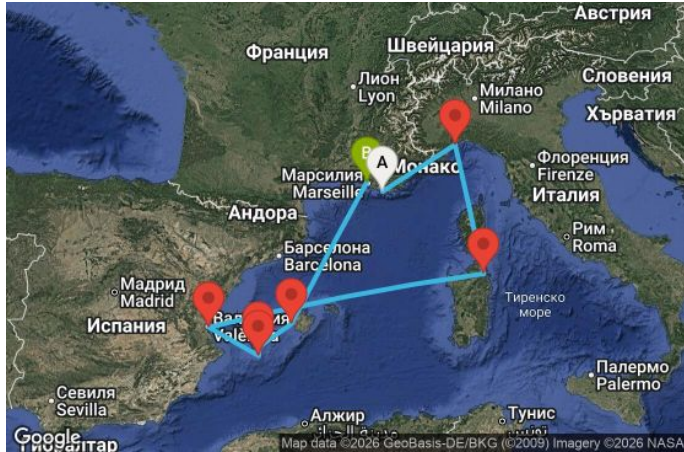 Австрия
Франция
Швейцария
Лион
Lyon
Милано
Milano
Словения
Хърватия
B
A
Монако
Марсилия
Marseille
Флоренция
Firenze
Италия
Андора
Рим
Roma
Барселона
Barcelona
Мадрид
Madrid
Испания
Тиренско
море
Севиля
Sevilla
Палермо
Palermo
Алжир
Тунис
Google
Map data ©2026 GeoBasis-DE/BKG (©2009) Imagery ©2026 NASA